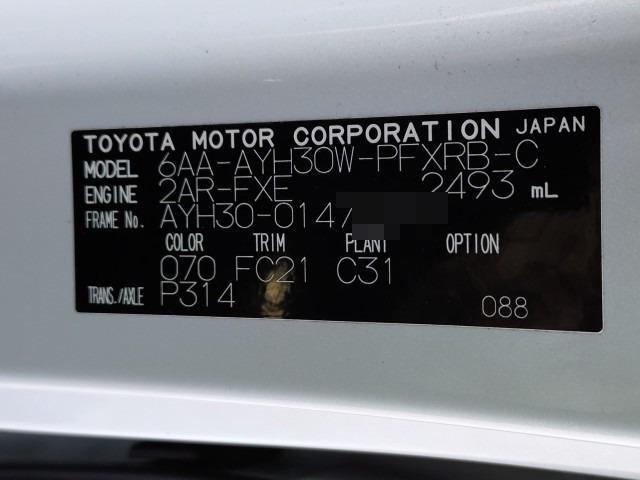 TOYOTA MOTOR CORPORATION JAPAN
MODEL 6AA-AYH30W-PFXRB-C
ENGINE 2AR-FXE 2493 mL
FRAME No. AYH30-0147
COLOR TRIM PLANT OPTION
070 FC21 C31
TRANS./AXLE P314 088